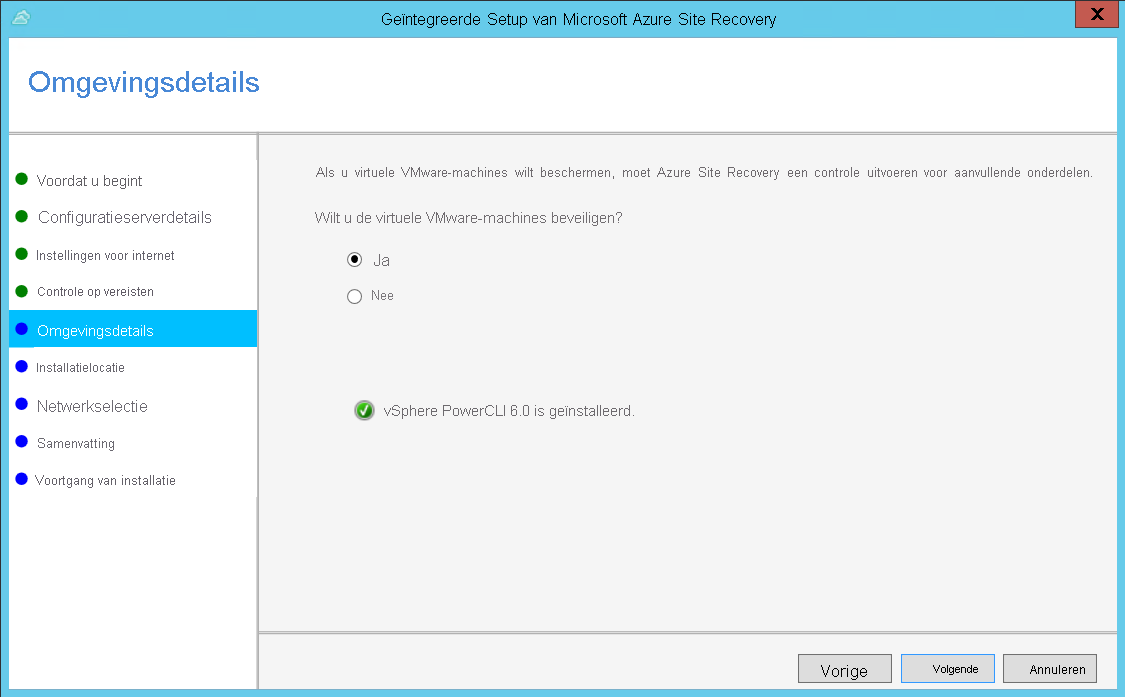 Geïntegreerde Setup van Microsoft Azure Site Recovery
X
Omgevingsdetails
Voordat u begint
Configuratieserverdetails
Instellingen voor internet
Controle op vereisten
Omgevingsdetails
Installatielocatie
Netwerkselectie
Samenvatting
Voortgang van installatie
Als u virtuele VMware-machines wilt beschermen, moet Azure Site Recovery een controle uitvoeren voor aanvullende onderdelen.
Wilt u de virtuele VMware-machines beveiligen?
Ja
Nee
vSphere PowerCLI 6.0 is geïnstalleerd.
Vorige
Volgende
Annuleren